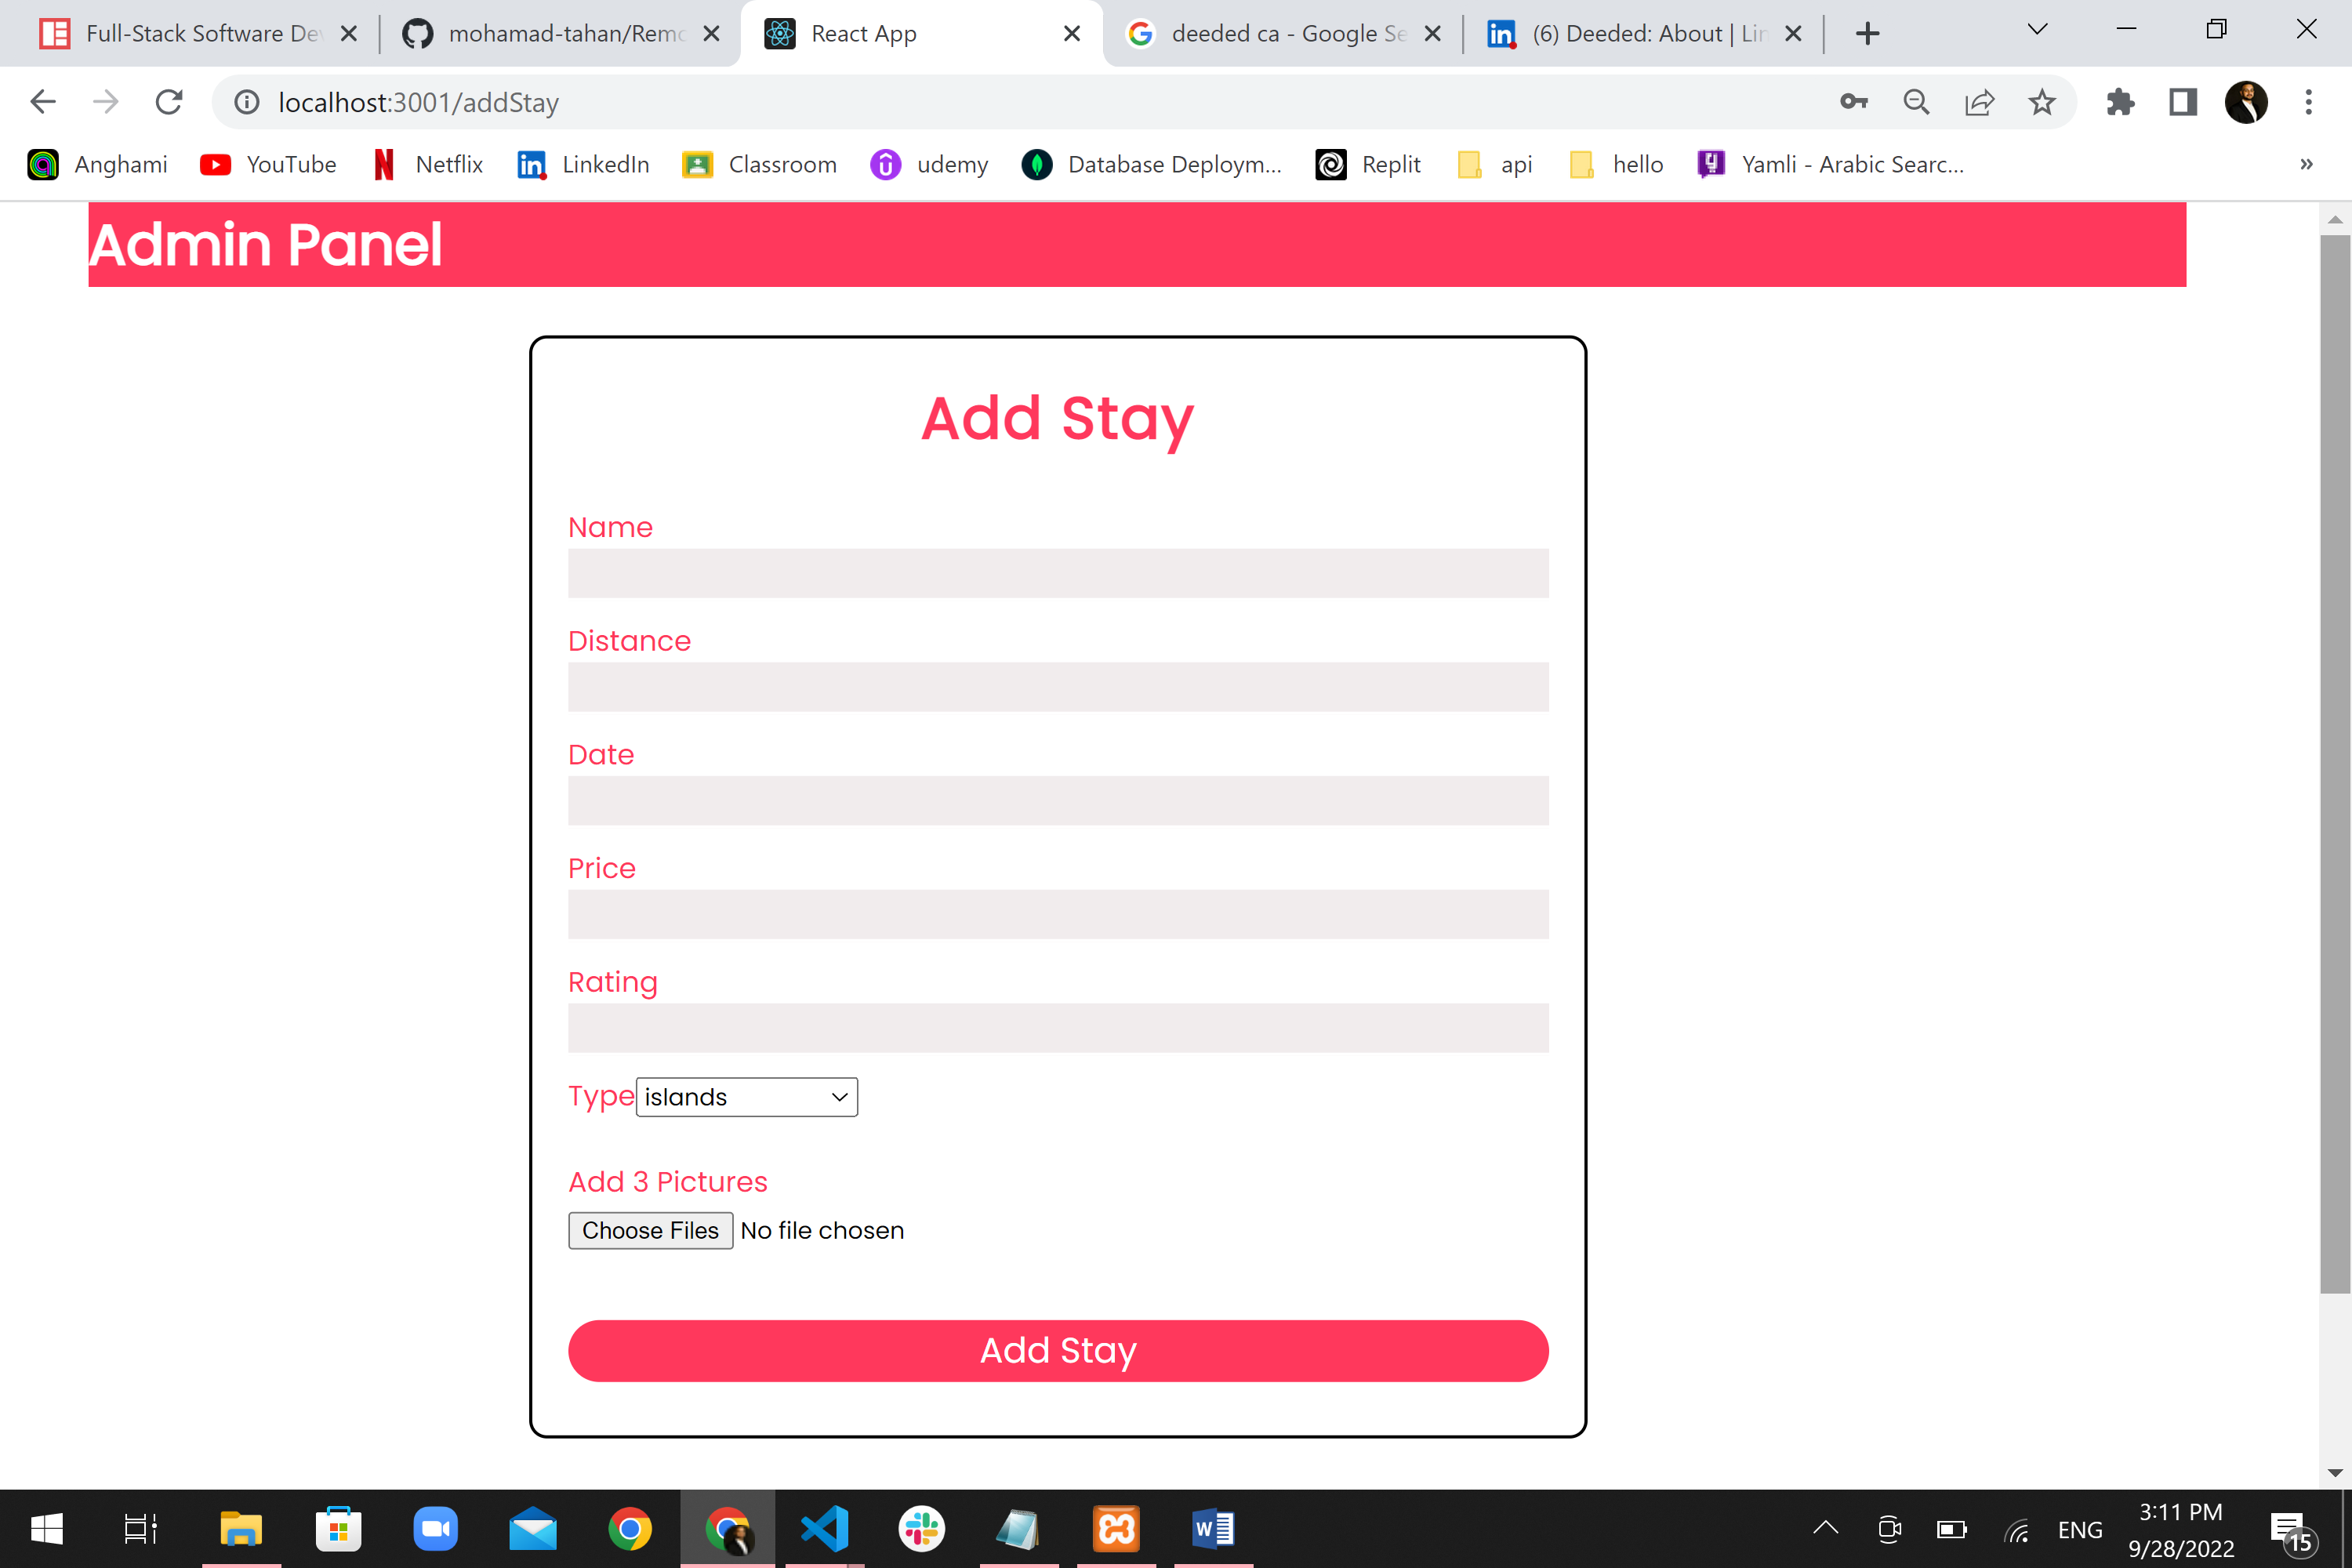 Full-Stack Software De
mohamad-tahan/Remo
React App
deeded ca - Google Se
(6) Deeded: About | Lin
localhost:3001/addStay
Anghami
YouTube
Netflix
LinkedIn
Classroom
udemy
Database Deploym...
Replit
api
hello
Yamli - Arabic Searc...
»
Admin Panel
Add Stay
Name
Distance
Date
Price
Rating
Type islands
Add 3 Pictures
Choose Files No file chosen
Add Stay
ENG
3:11 PM
9/28/2022
15